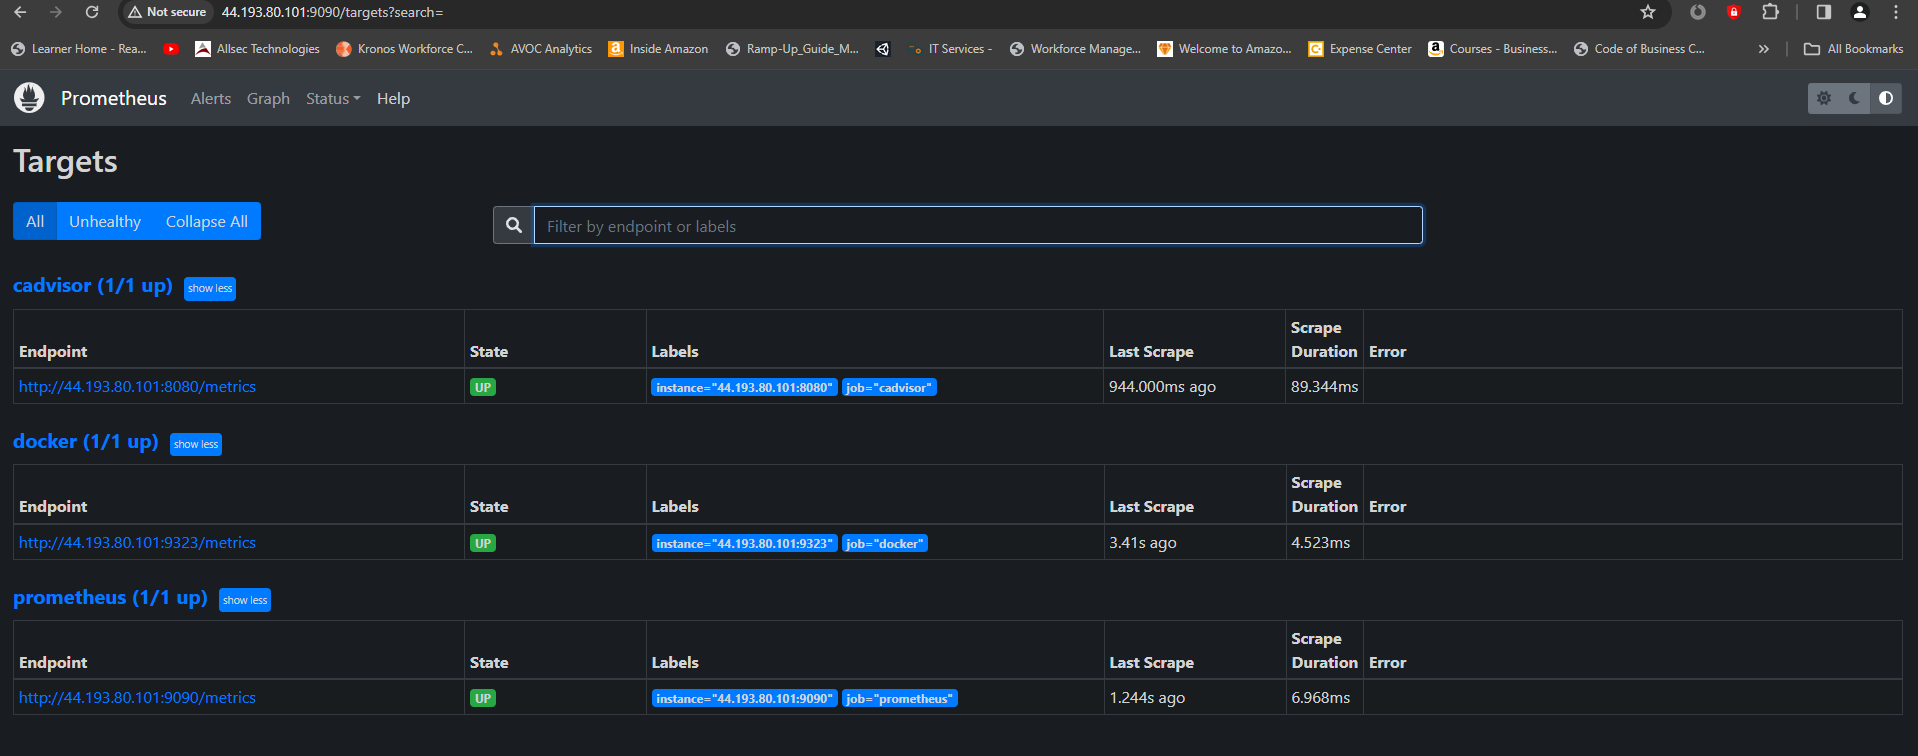 Not secure 44.193.80.101:9090/targets?search=
Learner Home - Rea... Allsec Technologies Kronos Workforce C... AVOC Analytics Inside Amazon Ramp-Up_Guide_M... IT Services - Workforce Manage... Welcome to Amazo... Expense Center Courses - Business... Code of Business C... » All Bookmarks
Prometheus Alerts Graph Status Help
Targets
All Unhealthy Collapse All Filter by endpoint or labels
cadvisor (1/1 up) show less
Endpoint State Labels Last Scrape Scrape Duration Error
http://44.193.80.101:8080/metrics UP instance="44.193.80.101:8080" job="cadvisor" 944.000ms ago 89.344ms
docker (1/1 up) show less
Endpoint State Labels Last Scrape Scrape Duration Error
http://44.193.80.101:9323/metrics UP instance="44.193.80.101:9323" job="docker" 3.41s ago 4.523ms
prometheus (1/1 up) show less
Endpoint State Labels Last Scrape Scrape Duration Error
http://44.193.80.101:9090/metrics UP instance="44.193.80.101:9090" job="prometheus" 1.244s ago 6.968ms